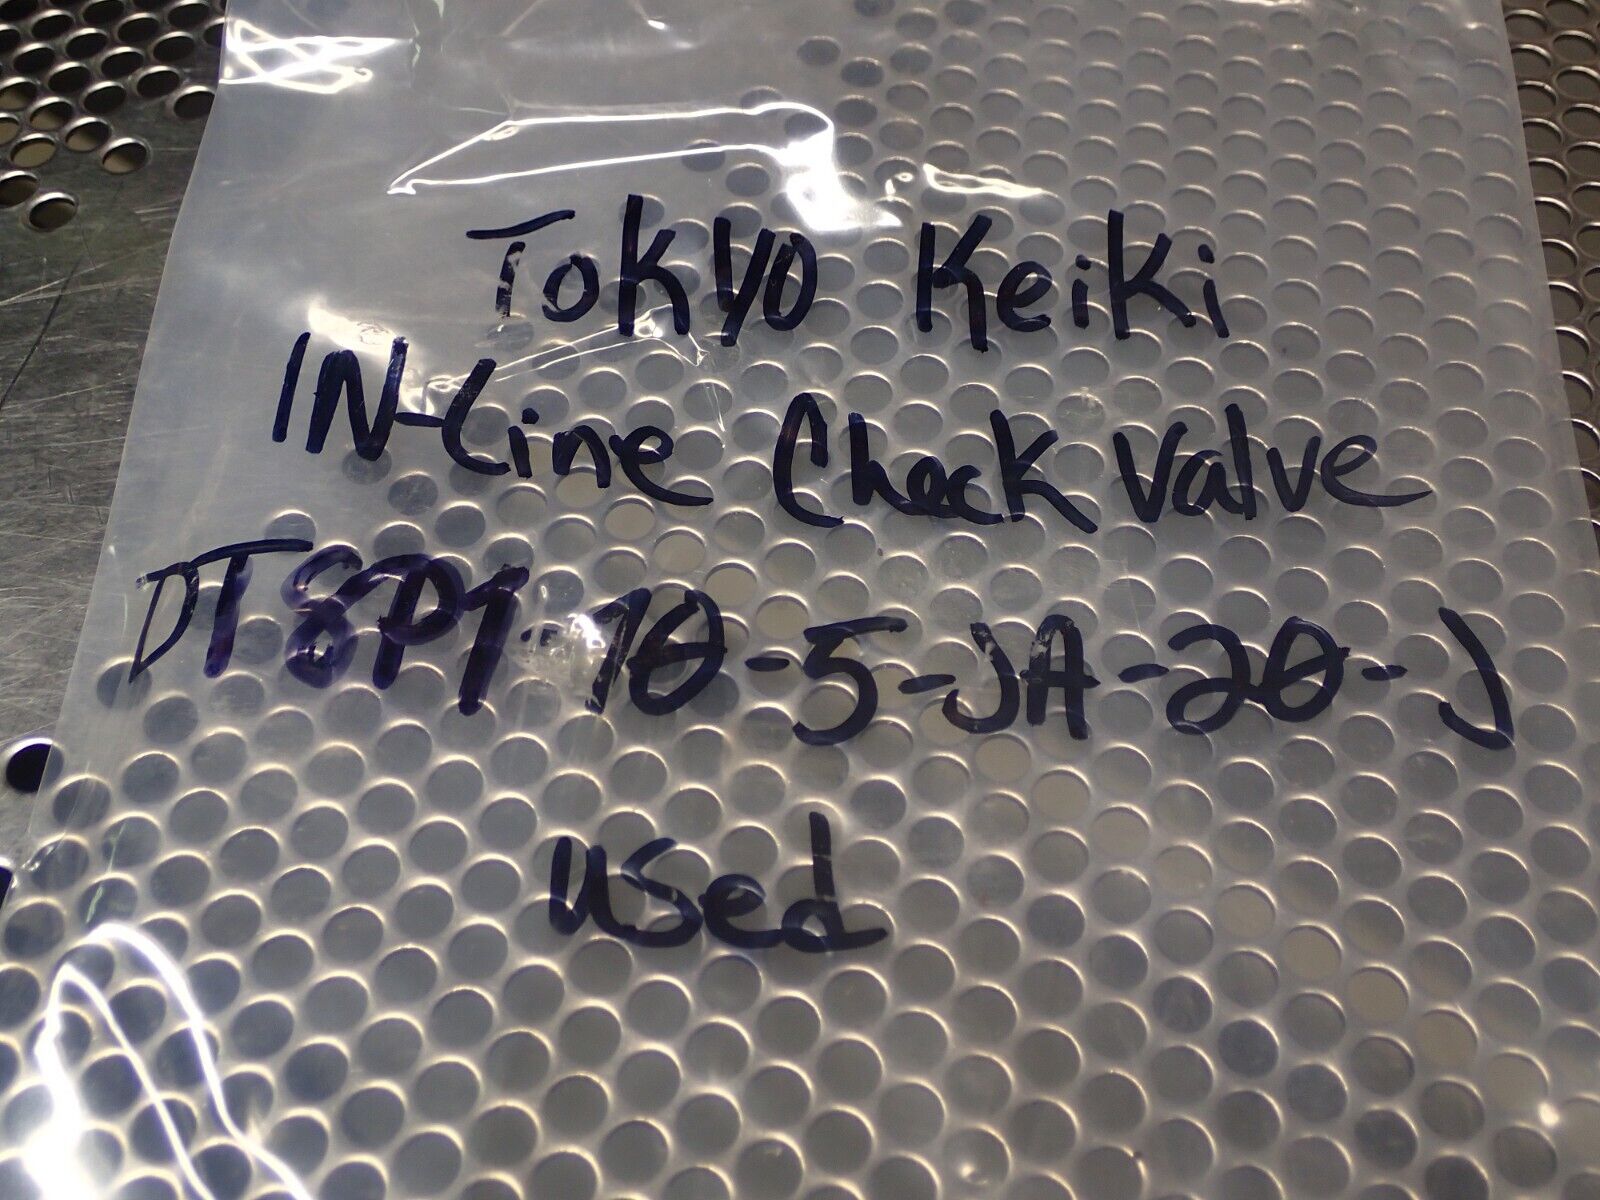 Tokyo Keiki
IN-Line Check Valve
DT8P1-10-5-JA-20-J
Used